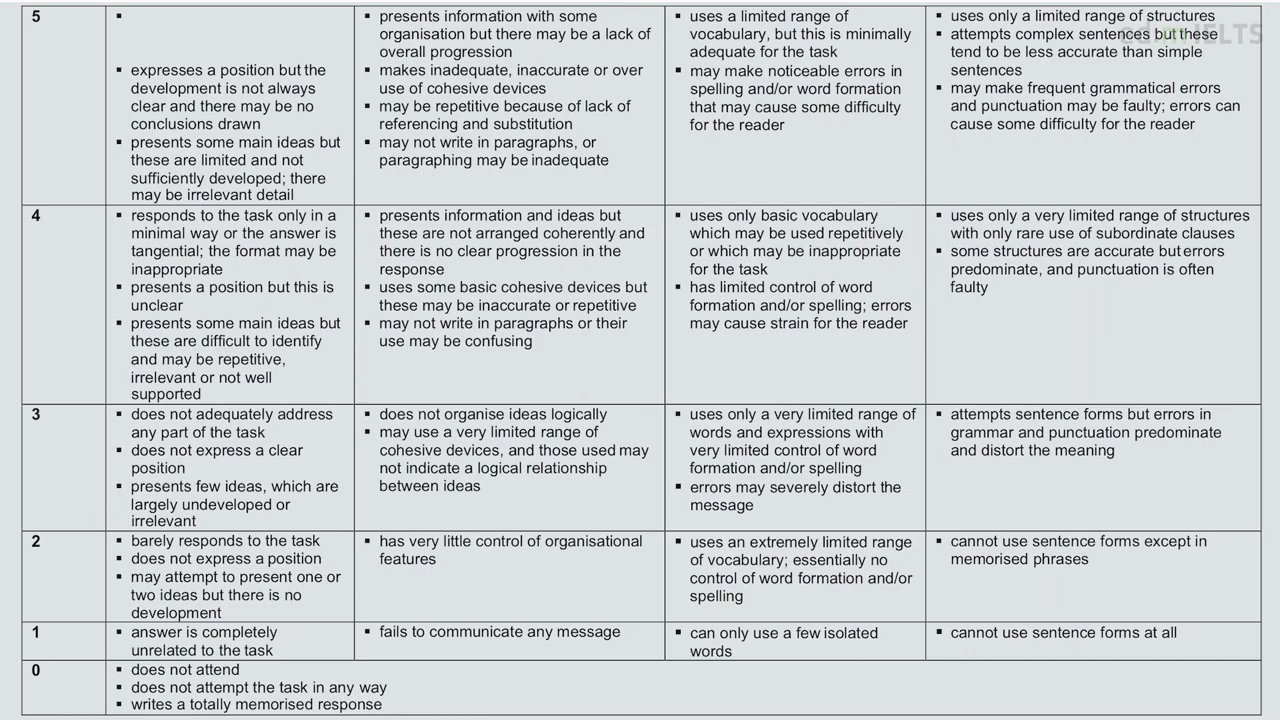 5
▪
▪ expresses a position but the
development is not always
clear and there may be no
conclusions drawn
▪ presents some main ideas but
these are limited and not
sufficiently developed; there
may be irrelevant detail
▪ presents information with some
organisation but there may be a lack of
overall progression
▪ makes inadequate, inaccurate or over
use of cohesive devices
▪ may be repetitive because of lack of
referencing and substitution
▪ may not write in paragraphs, or
paragraphing may be inadequate
▪ uses a limited range of
vocabulary, but this is minimally
adequate for the task
▪ may make noticeable errors in
spelling and/or word formation
that may cause some difficulty
for the reader
▪ uses only a limited range of structures
▪ attempts complex sentences but these
tend to be less accurate than simple
sentences
▪ may make frequent grammatical errors
and punctuation may be faulty; errors can
cause some difficulty for the reader
4
▪ responds to the task only in a
minimal way or the answer is
tangential; the format may be
inappropriate
▪ presents a position but this is
unclear
▪ presents some main ideas but
these are difficult to identify
and may be repetitive,
irrelevant or not well
supported
▪ presents information and ideas but
these are not arranged coherently and
there is no clear progression in the
response
▪ uses some basic cohesive devices but
these may be inaccurate or repetitive
▪ may not write in paragraphs or their
use may be confusing
▪ uses only basic vocabulary
which may be used repetitively
or which may be inappropriate
for the task
▪ has limited control of word
formation and/or spelling; errors
may cause strain for the reader
▪ uses only a very limited range of structures
with only rare use of subordinate clauses
▪ some structures are accurate but errors
predominate, and punctuation is often
faulty
3
▪ does not adequately address
any part of the task
▪ does not express a clear
position
▪ presents few ideas, which are
largely undeveloped or
irrelevant
▪ does not organise ideas logically
▪ may use a very limited range of
cohesive devices, and those used may
not indicate a logical relationship
between ideas
▪ uses only a very limited range of
words and expressions with
very limited control of word
formation and/or spelling
▪ errors may severely distort the
message
▪ attempts sentence forms but errors in
grammar and punctuation predominate
and distort the meaning
2
▪ barely responds to the task
▪ does not express a position
▪ may attempt to present one or
two ideas but there is no
development
▪ has very little control of organisational
features
▪ uses an extremely limited range
of vocabulary; essentially no
control of word formation and/or
spelling
▪ cannot use sentence forms except in
memorised phrases
1
▪ answer is completely
unrelated to the task
▪ fails to communicate any message
▪ can only use a few isolated
words
▪ cannot use sentence forms at all
0
▪ does not attend
▪ does not attempt the task in any way
▪ writes a totally memorised response